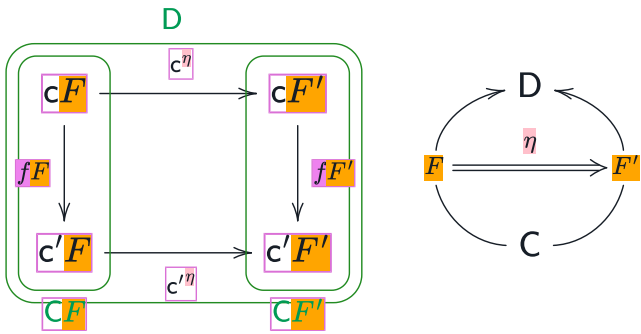 D
c^η
cF cF′ D
η
fF fF′ F F′
c′F c′F′ C
c′^η
CF CF′